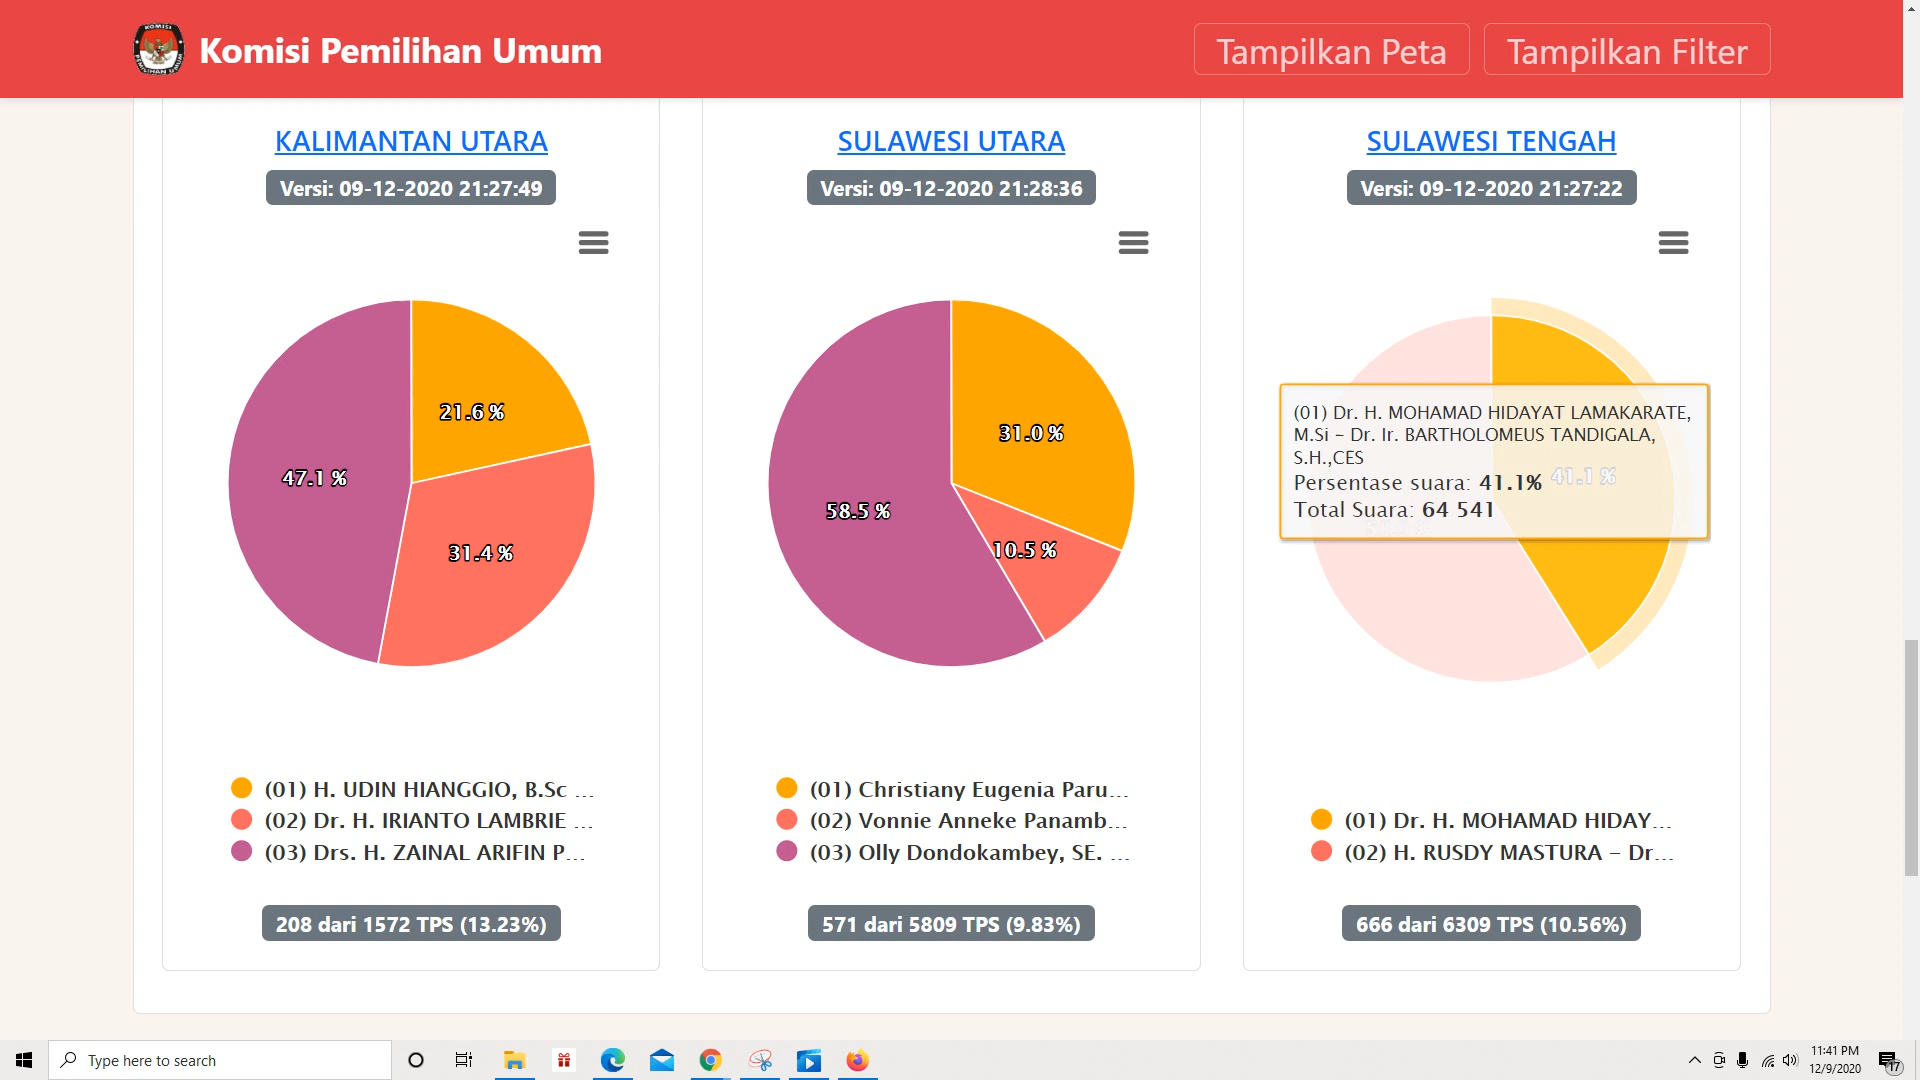 Komisi Pemilihan Umum
Tampilkan Peta
Tampilkan Filter
KALIMANTAN UTARA
Versi: 09-12-2020 21:27:49
21.6 %
47.1 %
31.4 %
(01) H. UDIN HIANGGIO, B.Sc ...
(02) Dr. H. IRIANTO LAMBRIE ...
(03) Drs. H. ZAINAL ARIFIN P...
208 dari 1572 TPS (13.23%)
SULAWESI UTARA
Versi: 09-12-2020 21:28:36
31.0 %
58.5 %
10.5 %
(01) Christiany Eugenia Paru...
(02) Vonnie Anneke Panamb...
(03) Olly Dondokambey, SE. ...
571 dari 5809 TPS (9.83%)
SULAWESI TENGAH
Versi: 09-12-2020 21:27:22
(01) Dr. H. MOHAMAD HIDAYAT LAMAKARATE,
M.Si – Dr. Ir. BARTHOLOMEUS TANDIGALA,
S.H.,CES
Persentase suara: 41.1%
41.1 %
Total Suara: 64 541
(01) Dr. H. MOHAMAD HIDAY...
(02) H. RUSDY MASTURA – Dr...
666 dari 6309 TPS (10.56%)
Type here to search
11:41 PM
12/9/2020
17